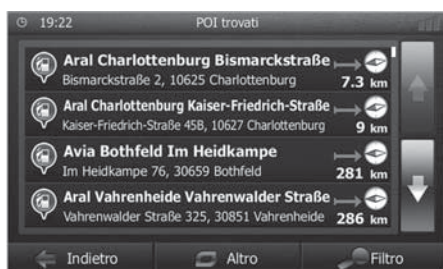 19:22 POI trovati
Aral Charlottenburg Bismarckstraße
Bismarckstraße 2, 10625 Charlottenburg 7.3 km
Aral Charlottenburg Kaiser-Friedrich-Straße
Kaiser-Friedrich-Straße 45B, 10627 Charlottenburg 9 km
Avia Bothfeld Im Heidkampe
Im Heidkampe 76, 30659 Bothfeld 281 km
Aral Vahrenheide Vahrenwalder Straße
Vahrenwalder Straße 325, 30851 Vahrenheide 286 km
Indietro Altro Filtro